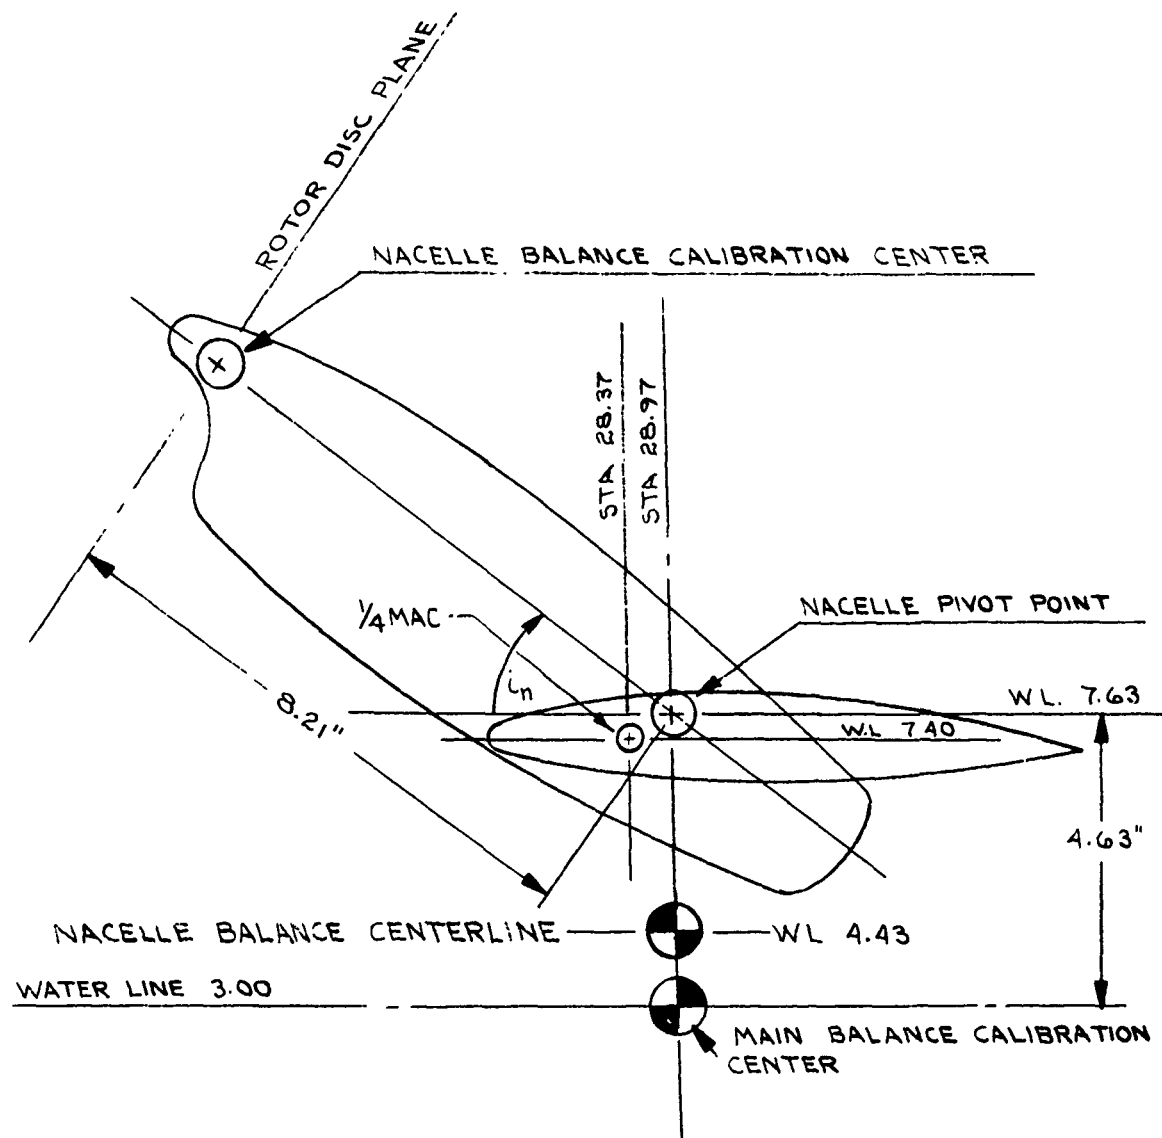 ROTOR DISC PLANE
NACELLE BALANCE CALIBRATION CENTER
STA 28.37
STA 28.97
1/4 MAC
NACELLE PIVOT POINT
in
8.21"
WL. 7.63
W.L 7.40
4.63"
NACELLE BALANCE CENTERLINE
WL 4.43
WATER LINE 3.00
MAIN BALANCE CALIBRATION
CENTER